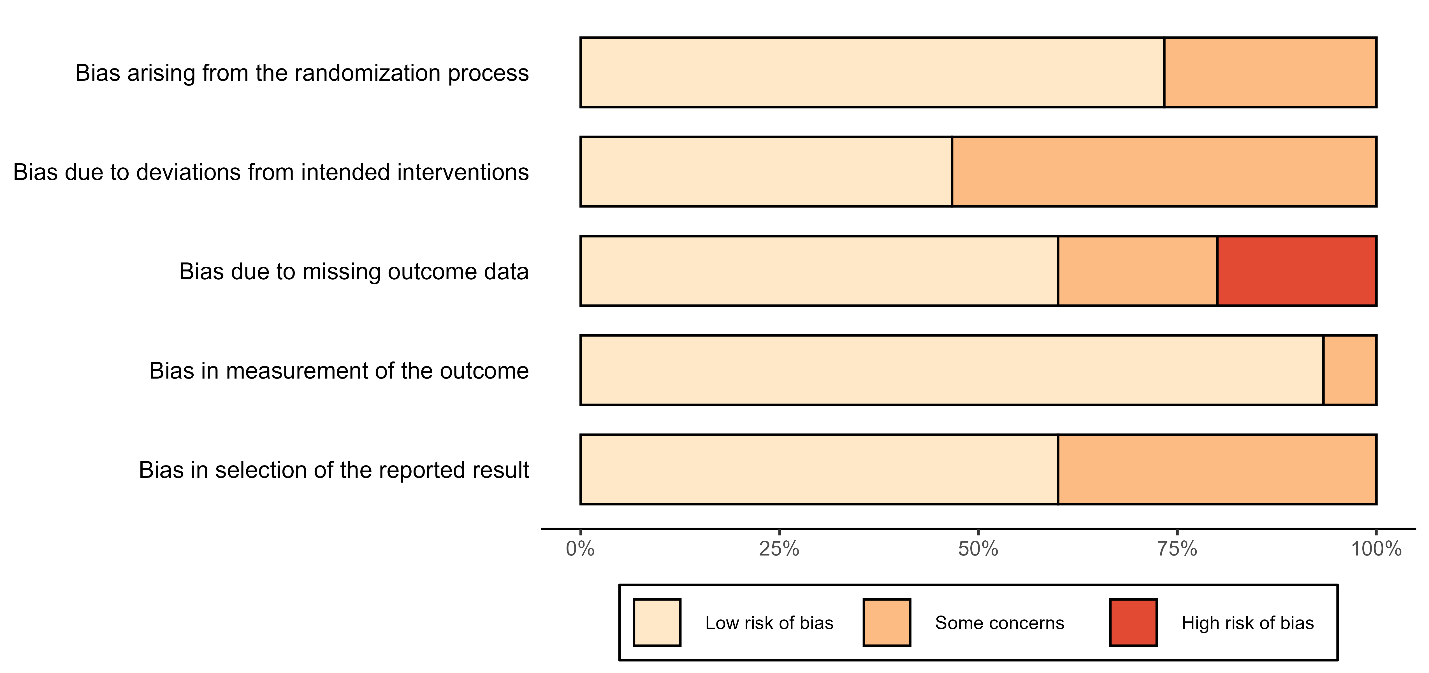 Bias arising from the randomization process
Bias due to deviations from intended interventions
Bias due to missing outcome data
Bias in measurement of the outcome
Bias in selection of the reported result
0% 25% 50% 75% 100%
Low risk of bias Some concerns High risk of bias